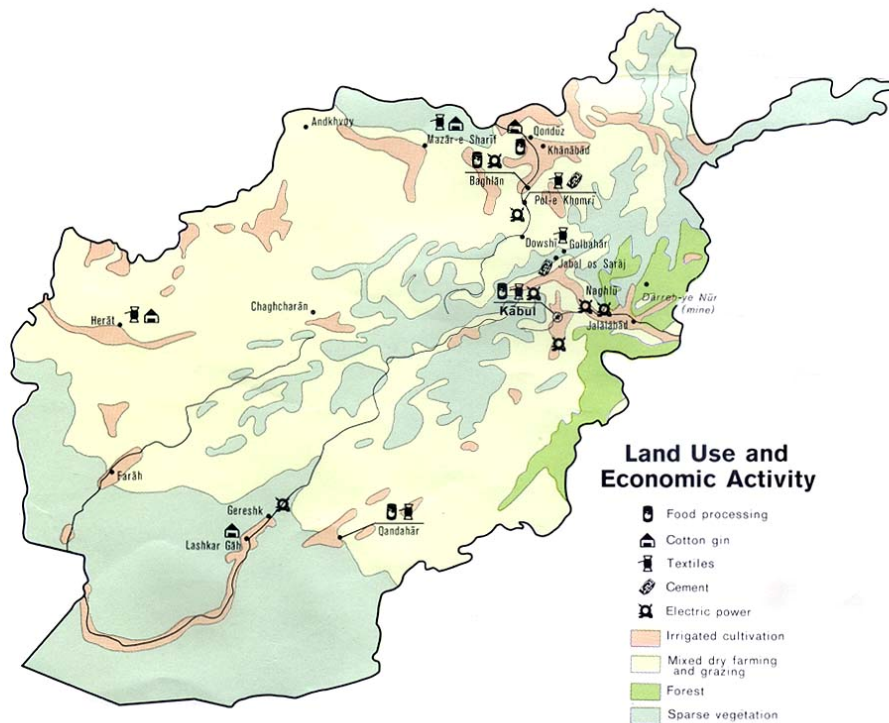 Andkhvoy
Mazār-e Sharīf
Qondūz
Khānābād
Baghlān
Pol-e Khomrī
Dowshī
Golbahār
Jabal os Sarāj
Naghlū
Darreh-ye Nūr
(mine)
Kābul
Jalālābād
Chaghcharān
Herāt
Farāh
Gereshk
Lashkar Gāh
Qandahār
Land Use and
Economic Activity
Food processing
Cotton gin
Textiles
Cement
Electric power
Irrigated cultivation
Mixed dry farming
and grazing
Forest
Sparse vegetation